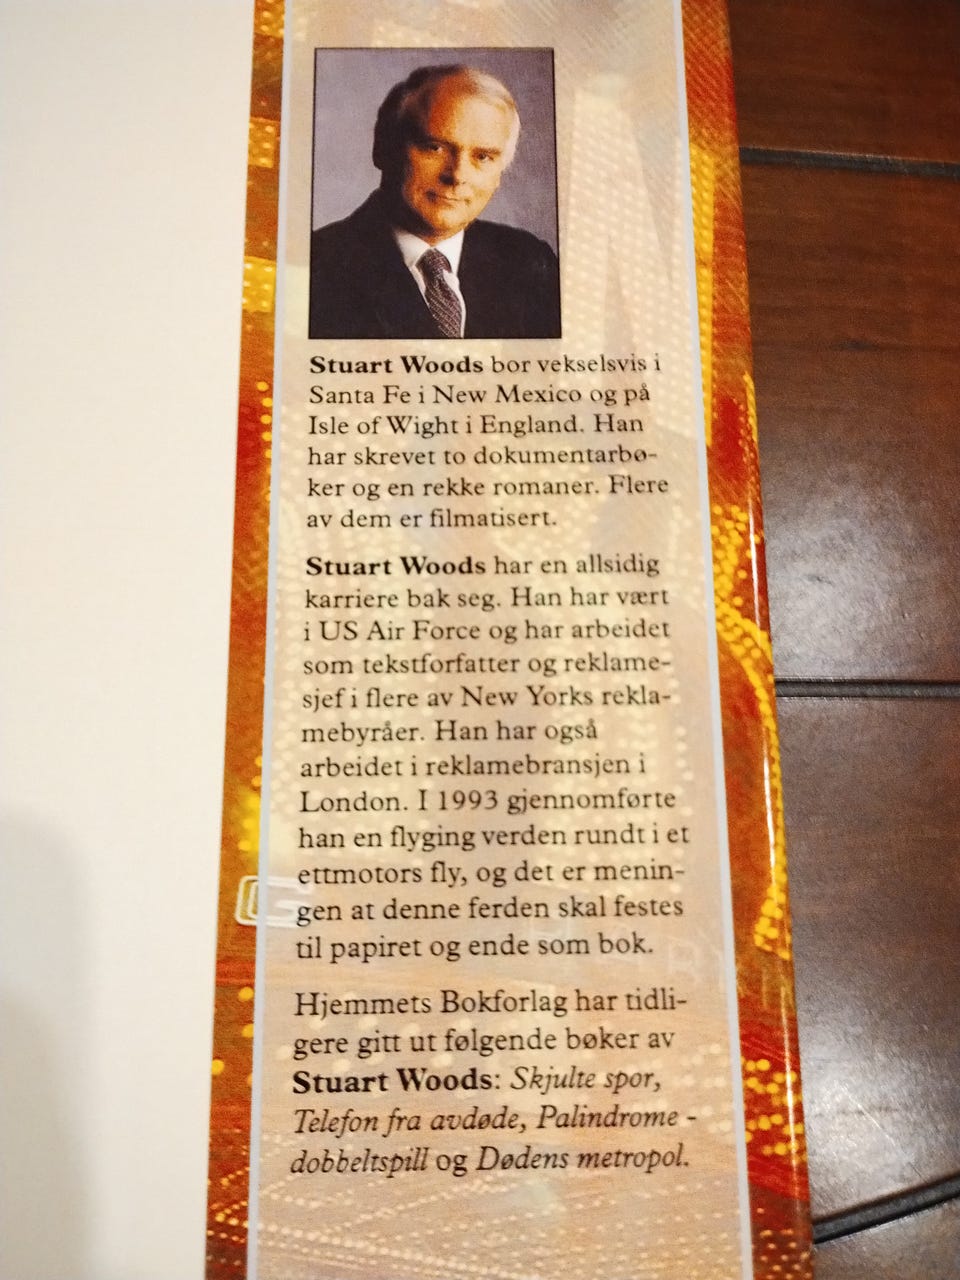 Stuart Woods bor vekselsvis i
Santa Fe i New Mexico og på
Isle of Wight i England. Han
har skrevet to dokumentarbø-
ker og en rekke romaner. Flere
av dem er filmatisert.
Stuart Woods har en allsidig
karriere bak seg. Han har vært
i US Air Force og har arbeidet
som tekstforfatter og reklame-
sjef i flere av New Yorks rekla-
mebyråer. Han har også
arbeidet i reklamebransjen i
London. I 1993 gjennomførte
han en flyging verden rundt i et
ettmotors fly, og det er menin-
gen at denne ferden skal festes
til papiret og ende som bok.
Hjemmets Bokforlag har tidli-
gere gitt ut følgende bøker av
Stuart Woods: Skjulte spor,
Telefon fra avdøde, Palindrome -
dobbeltspill og Dødens metropol.